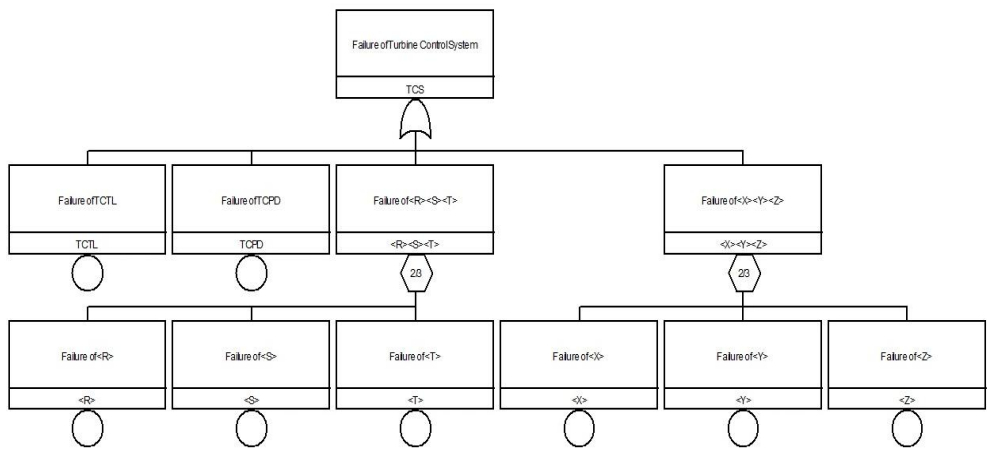 Failure of Turbine Control System
TCS
Failure of TCTL
Failure of TCPD
Failure of <R><S><T>
Failure of <X><Y><Z>
TCTL
TCPD
<R><S><T>
<X><Y><Z>
2/3
2/3
Failure of <R>
Failure of <S>
Failure of <T>
Failure of <X>
Failure of <Y>
Failure of <Z>
<R>
<S>
<T>
<X>
<Y>
<Z>